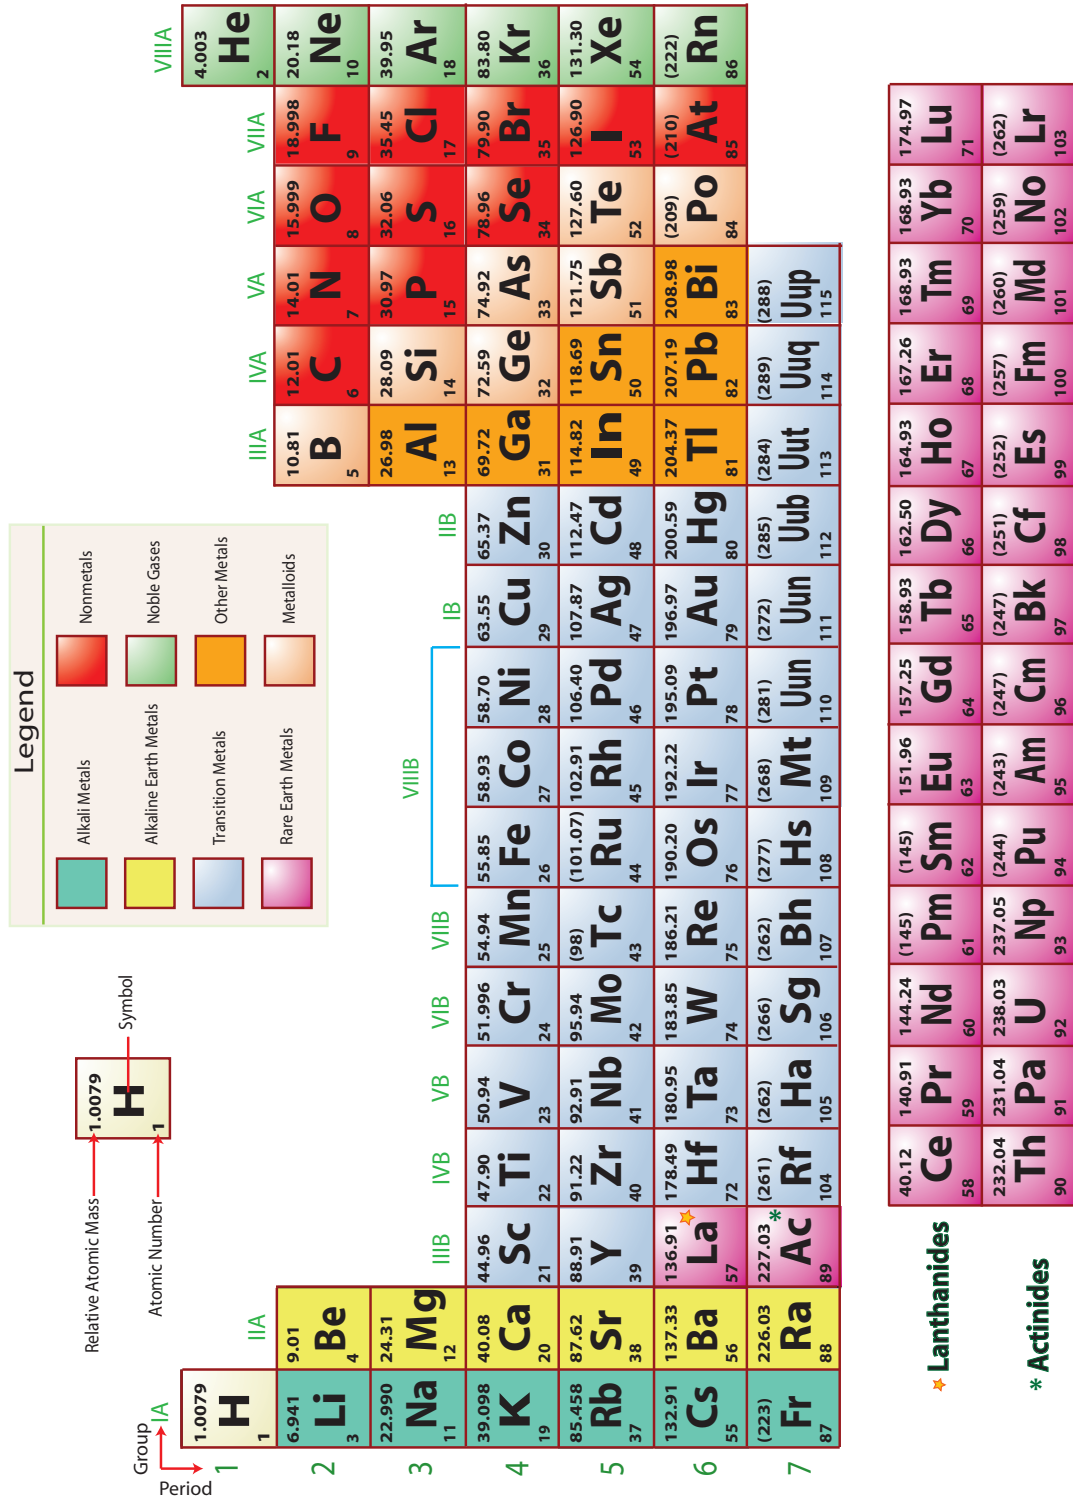 Legend
Alkali Metals
Alkaline Earth Metals
Transition Metals
Rare Earth Metals
Nonmetals
Noble Gases
Other Metals
Metalloids
Relative Atomic Mass
Atomic Number
Symbol
1.0079
H
1
Group
Period
IA IIA IIIB IVB VB VIB VIIB VIIIB IB IIB IIIA IVA VA VIA VIIA VIIIA
1
1.0079 4.003
H He
1 2
2
6.941 9.01 10.81 12.01 14.01 15.999 18.998 20.18
Li Be B C N O F Ne
3 4 5 6 7 8 9 10
3
22.990 24.31 26.98 28.09 30.97 32.06 35.45 39.95
Na Mg Al Si P S Cl Ar
11 12 13 14 15 16 17 18
4
39.098 40.08 44.96 47.90 50.94 51.996 54.94 55.85 58.93 58.70 63.55 65.37 69.72 72.59 74.92 78.96 79.90 83.80
K Ca Sc Ti V Cr Mn Fe Co Ni Cu Zn Ga Ge As Se Br Kr
19 20 21 22 23 24 25 26 27 28 29 30 31 32 33 34 35 36
5
85.458 87.62 88.91 91.22 92.91 95.94 (98) (101.07) 102.91 106.40 107.87 112.47 114.82 118.69 121.75 127.60 126.90 131.30
Rb Sr Y Zr Nb Mo Tc Ru Rh Pd Ag Cd In Sn Sb Te I Xe
37 38 39 40 41 42 43 44 45 46 47 48 49 50 51 52 53 54
6
132.91 137.33 136.91 178.49 180.95 183.85 186.21 190.20 192.22 195.09 196.97 200.59 204.37 207.19 208.98 (209) (210) (222)
Cs Ba La Hf Ta W Re Os Ir Pt Au Hg Tl Pb Bi Po At Rn
55 56 57 72 73 74 75 76 77 78 79 80 81 82 83 84 85 86
7
(223) 226.03 227.03 * (261) (262) (266) (262) (277) (268) (281) (272) (285) (284) (289) (288)
Fr Ra Ac Rf Ha Sg Bh Hs Mt Uun Uun Uub Uut Uuq Uup
87 88 89 104 105 106 107 108 109 110 111 112 113 114 115
Lanthanides
40.12 140.91 144.24 (145) (145) 151.96 157.25 158.93 162.50 164.93 167.26 168.93 168.93 174.97
Ce Pr Nd Pm Sm Eu Gd Tb Dy Ho Er Tm Yb Lu
58 59 60 61 62 63 64 65 66 67 68 69 70 71
* Actinides
232.04 231.04 238.03 237.05 (244) (243) (247) (247) (251) (252) (257) (260) (259) (262)
Th Pa U Np Pu Am Cm Bk Cf Es Fm Md No Lr
90 91 92 93 94 95 96 97 98 99 100 101 102 103